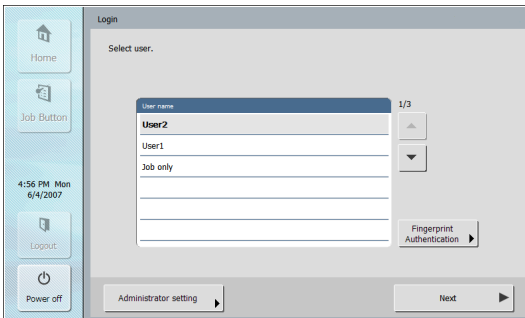 Login
Home
Select user.
Job Button
User name
1/3
User2
User1
Job only
4:56 PM Mon
6/4/2007
Logout
Fingerprint
Authentication
Power off
Administrator setting
Next